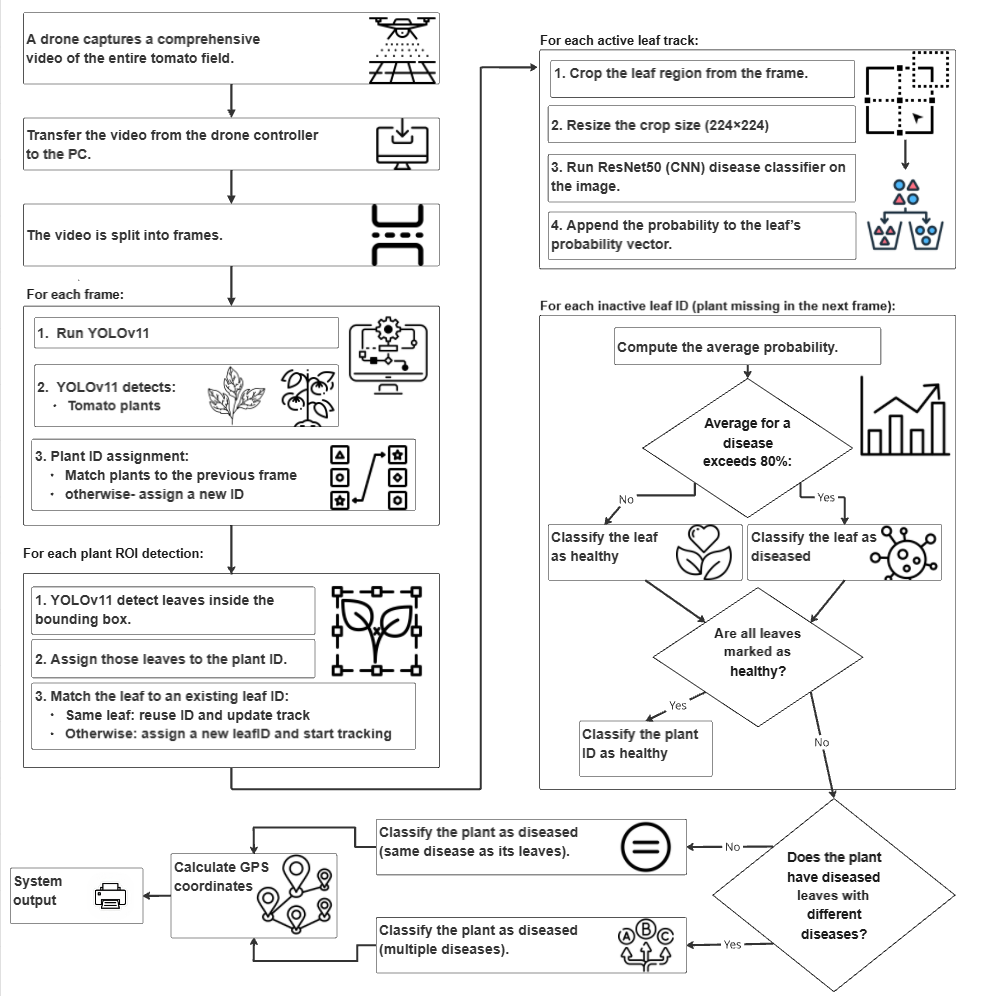 A drone captures a comprehensive
video of the entire tomato field.
Transfer the video from the drone controller
to the PC.
The video is split into frames.
For each frame:
1. Run YOLOv11
2. YOLOv11 detects:
· Tomato plants
3. Plant ID assignment:
· Match plants to the previous frame
· otherwise- assign a new ID
For each plant ROI detection:
1. YOLOv11 detect leaves inside the
bounding box.
2. Assign those leaves to the plant ID.
3. Match the leaf to an existing leaf ID:
· Same leaf: reuse ID and update track
· Otherwise: assign a new leafID and start tracking
For each active leaf track:
1. Crop the leaf region from the frame.
2. Resize the crop size (224×224)
3. Run ResNet50 (CNN) disease classifier on
the image.
4. Append the probability to the leaf’s
probability vector.
For each inactive leaf ID (plant missing in the next frame):
Compute the average probability.
Average for a
disease
exceeds 80%:
No
Yes
Classify the leaf
as healthy
Classify the leaf as
diseased
Are all leaves
marked as
healthy?
Yes
No
Classify the plant
ID as healthy
Does the plant
have diseased
leaves with
different
diseases?
No
Yes
Classify the plant as diseased
(same disease as its leaves).
Classify the plant as diseased
(multiple diseases).
A B C
Calculate GPS
coordinates
System
output